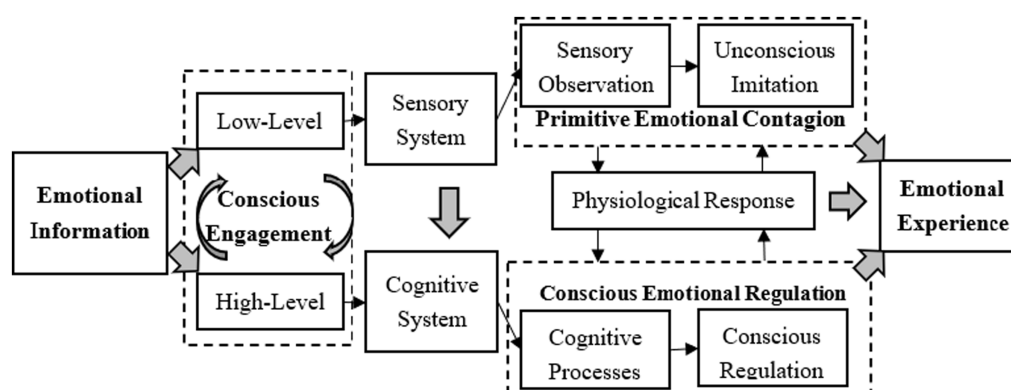 Emotional
Information
Low-Level
Conscious
Engagement
High-Level
Sensory
System
Cognitive
System
Sensory
Observation
Unconscious
Imitation
Primitive Emotional Contagion
Physiological Response
Conscious Emotional Regulation
Cognitive
Processes
Conscious
Regulation
Emotional
Experience